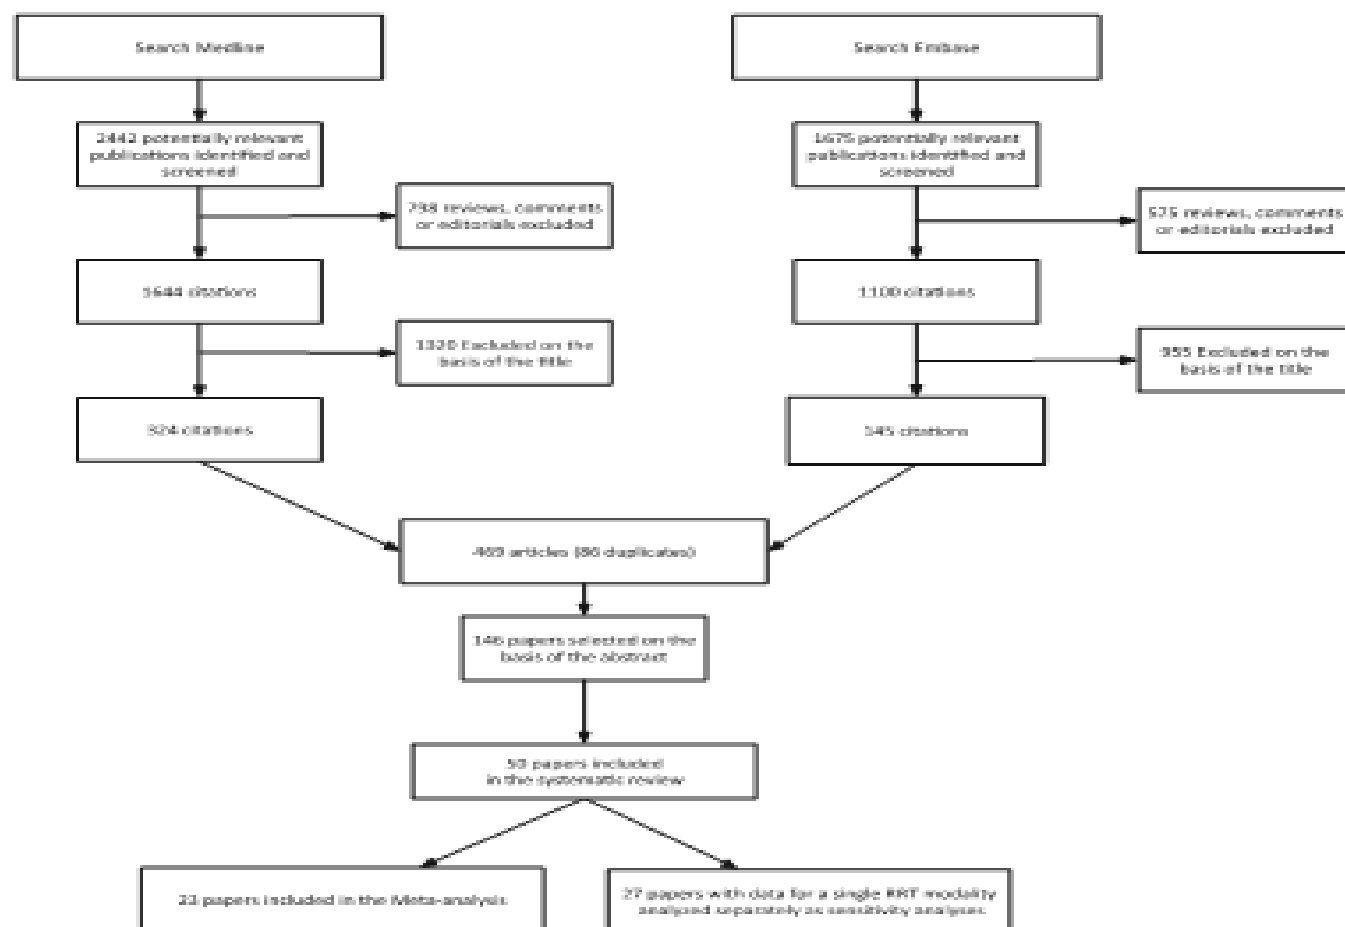 Search Medline
Search Embase
2442 potentially relevant
publications identified and
screened
1675 potentially relevant
publications identified and
screened
798 reviews, comments
or editorials excluded
575 reviews, comments
or editorials excluded
1644 citations
1100 citations
1320 Excluded on the
basis of the title
955 Excluded on the
basis of the title
324 citations
145 citations
469 articles (86 duplicates)
146 papers selected on the
basis of the abstract
50 papers included
in the systematic review
23 papers included in the Meta-analysis
27 papers with data for a single RRT modality
analyzed separately as sensitivity analyses